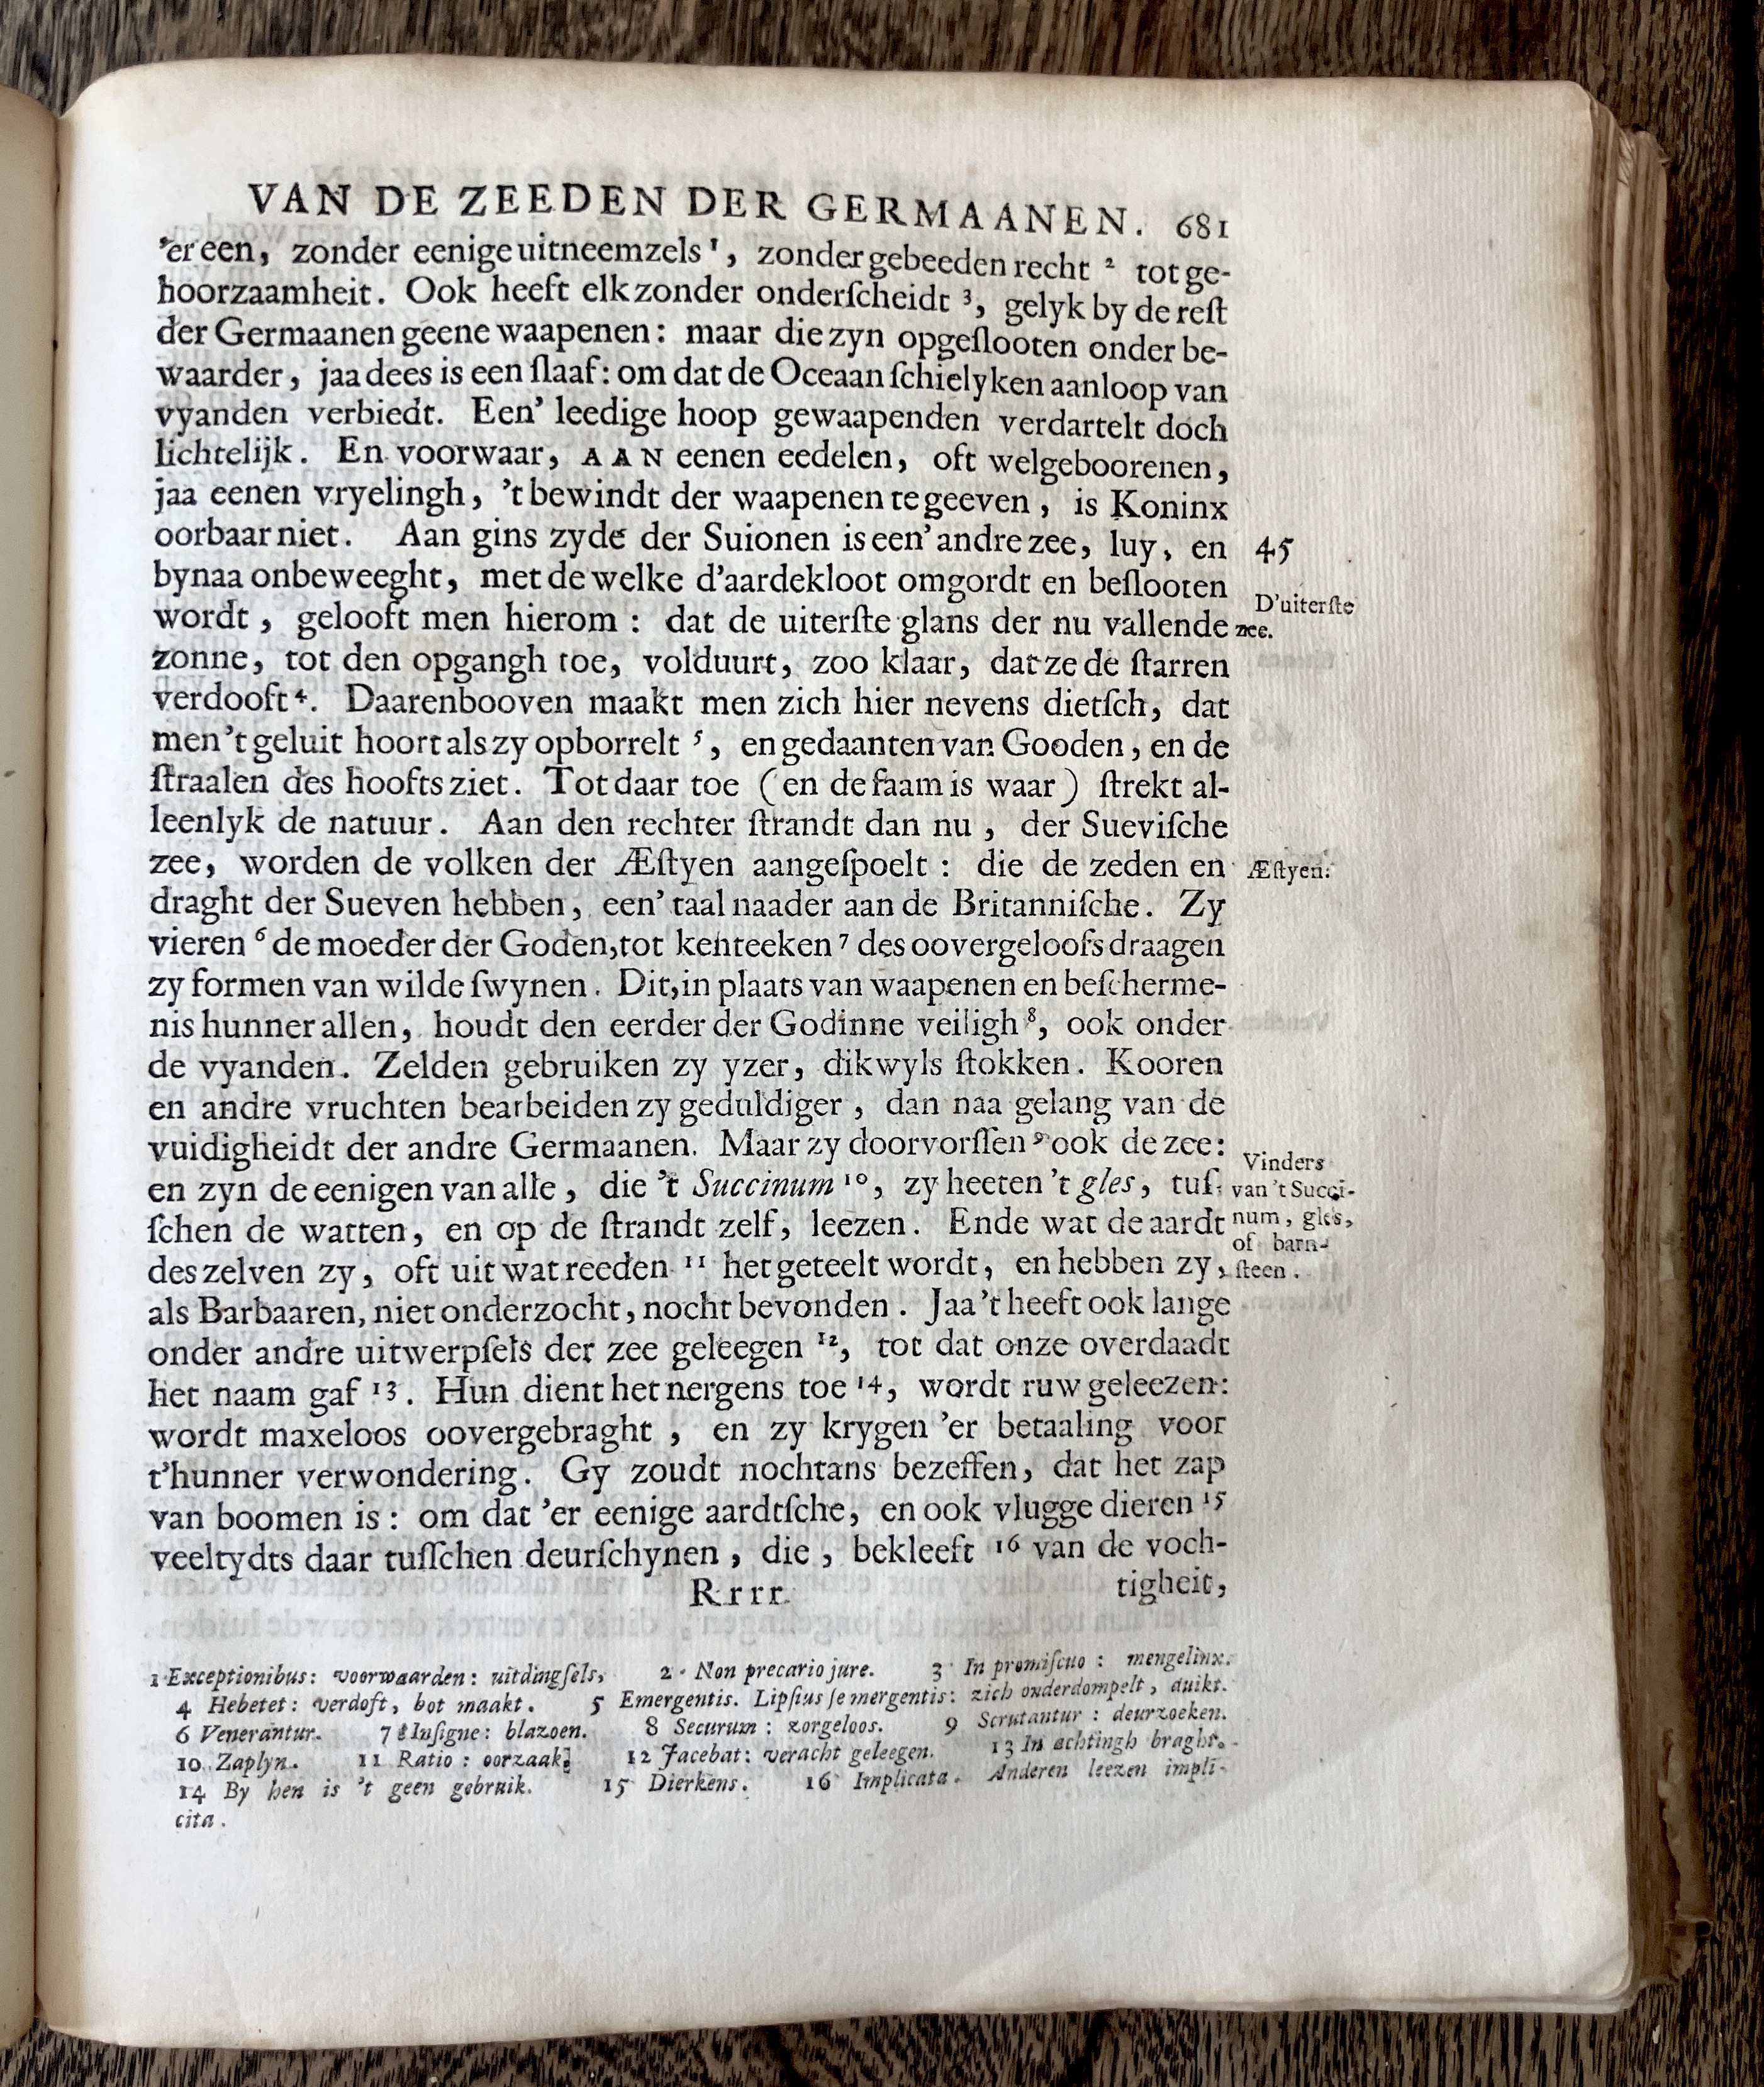 VAN DE ZEEDEN DER GERMAANEN. 681
'er een, zonder eenige uitneemzels ¹, zonder gebeeden recht ² tot ge-
hoorzaamheit. Ook heeft elk zonder onderſcheidt ³, gelyk by de reſt
der Germaanen geene waapenen: maar die zyn opgeſlooten onder be-
waarder, jaa dees is een ſlaaf: om dat de Oceaan ſchielyken aanloop van
vyanden verbiedt. Een' leedige hoop gewaapenden verdartelt doch
lichtelijk. En voorwaar, AAN eenen eedelen, oft welgeboorenen,
jaa eenen vryelingh, 't bewindt der waapenen te geeven, is Koninx
oorbaar niet. Aan gins zyde der Suionen is een' andre zee, luy, en
45
bynaa onbeweeght, met de welke d'aardekloot omgordt en beſlooten
D'uiterſte
wordt, gelooft men hierom: dat de uiterſte glans der nu vallende
zee.
zonne, tot den opgangh toe, volduurt, zoo klaar, dat ze de ſtarren
verdooft ⁴. Daarenbooven maakt men zich hier nevens dietſch, dat
men 't geluit hoort als zy opborrelt ⁵, en gedaanten van Gooden, en de
ſtraalen des hoofts ziet. Tot daar toe (en de faam is waar) ſtrekt al-
leenlyk de natuur. Aan den rechter ſtrandt dan nu, der Sueviſche
zee, worden de volken der Æſtyen aangeſpoelt: die de zeden en
Æſtyen.
draght der Sueven hebben, een' taal naader aan de Britanniſche. Zy
vieren ⁶ de moeder der Goden, tot kenteeken ⁷ des oovergeloofs draagen
zy formen van wilde ſwynen. Dit, in plaats van waapenen en beſcherme-
nis hunner allen, houdt den eerder der Godinne veiligh ⁸, ook onder
de vyanden. Zelden gebruiken zy yzer, dikwyls ſtokken. Kooren
en andre vruchten bearbeiden zy geduldiger, dan naa gelang van de
vuidigheidt der andre Germaanen. Maar zy doorvorſſen ⁹ ook de zee:
Vinders
en zyn de eenigen van alle, die 't Succinum ¹⁰, zy heeten 't gles, tuſ-
van 't Succi-
ſchen de watten, en op de ſtrandt zelf, leezen. Ende wat de aardt
num, gles,
of barn-
des zelven zy, oft uit wat reeden ¹¹ het geteelt wordt, en hebben zy,
ſteen.
als Barbaaren, niet onderzocht, nocht bevonden. Jaa 't heeft ook lange
onder andre uitwerpſels der zee geleegen ¹², tot dat onze overdaadt
het naam gaf ¹³. Hun dient het nergens toe ¹⁴, wordt ruw geleezen:
wordt maxeloos oovergebraght, en zy krygen 'er betaaling voor
t'hunner verwondering. Gy zoudt nochtans bezeffen, dat het zap
van boomen is: om dat 'er eenige aardtſche, en ook vlugge dieren ¹⁵
veeltydts daar tuſſchen deurſchynen, die, bekleeft ¹⁶ van de voch-
Rrrr tigheit,
1 Exceptionibus: voorwaarden: uitdingſels. 2 Non precario jure. 3 In promiſcuo: mengelinx.
4 Hebetet: verdoft, bot maakt. 5 Emergentis. Lipſius ſe mergentis: zich onderdompelt, duikt.
6 Venerantur. 7 Inſigne: blazoen. 8 Securum: zorgeloos. 9 Scrutantur: deurzoeken.
10 Zaplyn. 11 Ratio: oorzaak. 12 Jacebat: veracht geleegen. 13 In achtingh braght.
14 By hen is 't geen gebruik. 15 Dierkens. 16 Implicata. Anderen leezen impli-
cita.